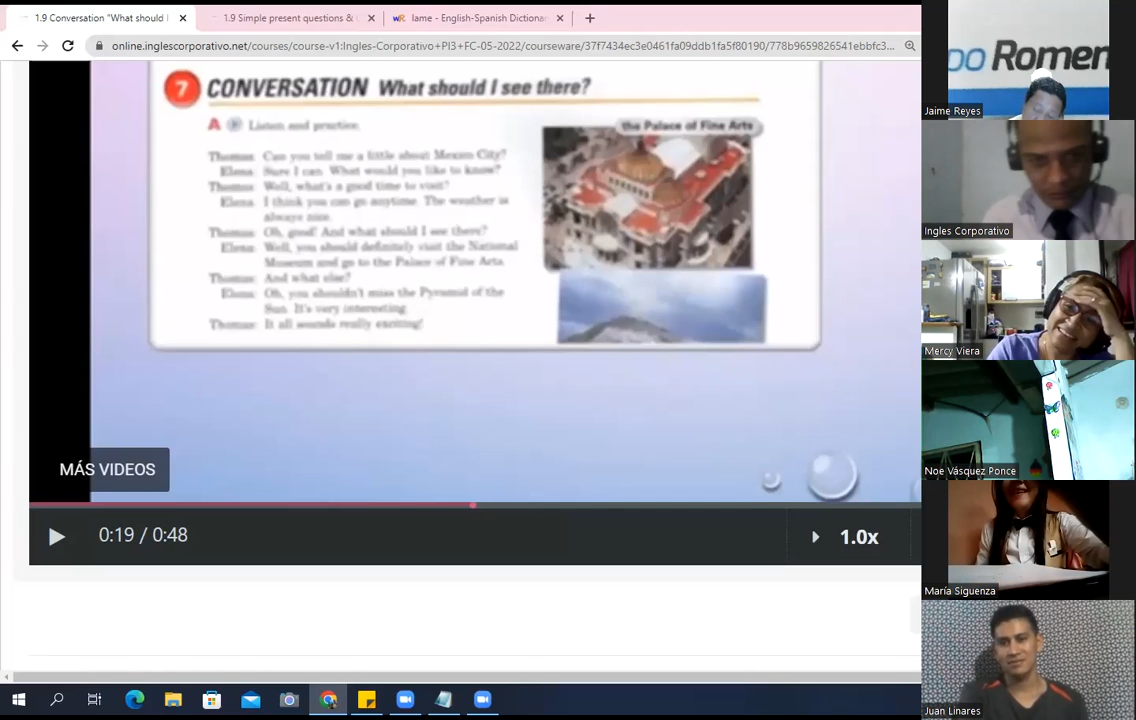 1.9 Conversation "What should I
1.9 Simple present questions &
lame - English-Spanish Dictiona
online.inglescorporativo.net/courses/course-v1:Ingles-Corporativo+PI3+FC-05-2022/courseware/37f7434ec3e0461fa09ddb1fa5f80190/778b9659826541ebbfc3...
7 CONVERSATION What should I see there?
A Listen and practice.
the Palace of Fine Arts
Thomas: Can you tell me a little about Mexico City?
Elena: Sure I can. What would you like to know?
Thomas: Well, what's a good time to visit?
Elena: I think you can go anytime. The weather is
always nice.
Thomas: Oh, good! And what should I see there?
Elena: Well, you should definitely visit the National
Museum and go to the Palace of Fine Arts.
Thomas: And what else?
Elena: Oh, you shouldn't miss the Pyramid of the
Sun. It's very interesting.
Thomas: It all sounds really exciting!
MÁS VIDEOS
0:19 / 0:48
1.0x
Romen
Jaime Reyes
Ingles Corporativo
Mercy Viera
Noe Vásquez Ponce
María Siguenza
Juan Linares